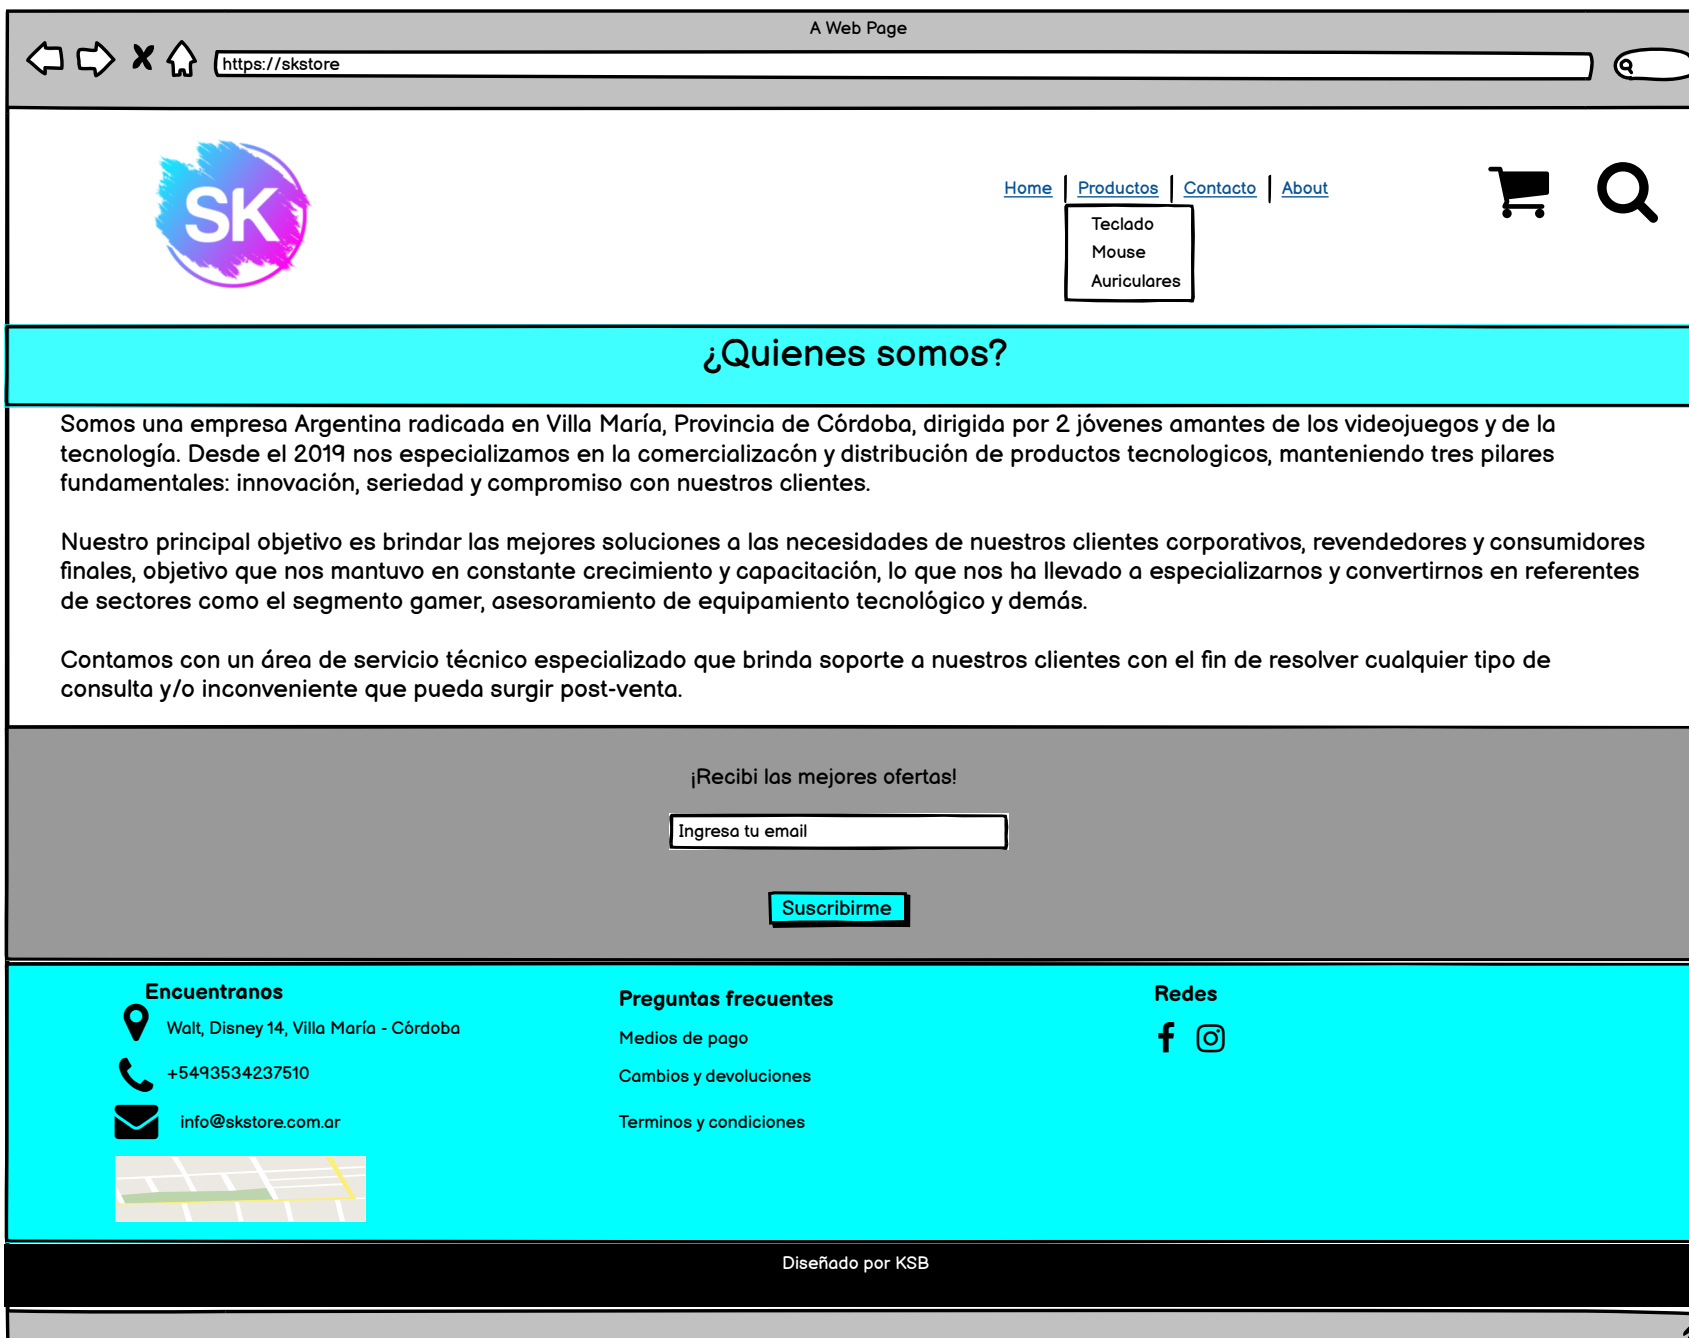 A Web Page
https://skstore
SK
Home Productos Contacto About
Teclado
Mouse
Auriculares
¿Quienes somos?
Somos una empresa Argentina radicada en Villa María, Provincia de Córdoba, dirigida por 2 jóvenes amantes de los videojuegos y de la
tecnología. Desde el 2019 nos especializamos en la comercializacón y distribución de productos tecnologicos, manteniendo tres pilares
fundamentales: innovación, seriedad y compromiso con nuestros clientes.
Nuestro principal objetivo es brindar las mejores soluciones a las necesidades de nuestros clientes corporativos, revendedores y consumidores
finales, objetivo que nos mantuvo en constante crecimiento y capacitación, lo que nos ha llevado a especializarnos y convertirnos en referentes
de sectores como el segmento gamer, asesoramiento de equipamiento tecnológico y demás.
Contamos con un área de servicio técnico especializado que brinda soporte a nuestros clientes con el fin de resolver cualquier tipo de
consulta y/o inconveniente que pueda surgir post-venta.
¡Recibi las mejores ofertas!
Ingresa tu email
Suscribirme
Encuentranos
Walt, Disney 14, Villa María - Córdoba
+5493534237510
info@skstore.com.ar
Preguntas frecuentes
Medios de pago
Cambios y devoluciones
Terminos y condiciones
Redes
Diseñado por KSB